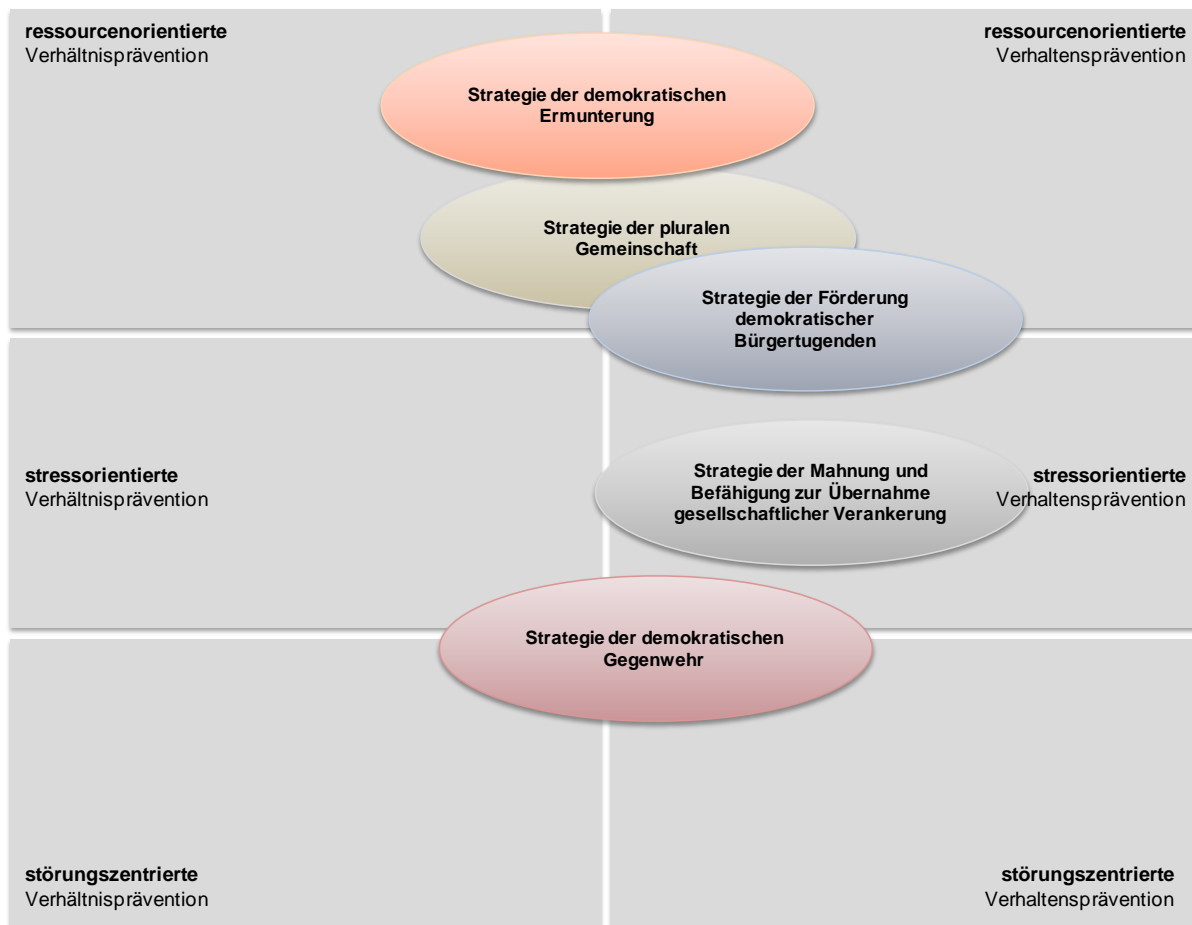 ressourcenorientierte
Verhältnisprävention
ressourcenorientierte
Verhaltensprävention
Strategie der demokratischen
Ermunterung
Strategie der pluralen
Gemeinschaft
Strategie der Förderung
demokratischer
Bürgertugenden
stressorientierte
Verhältnisprävention
Strategie der Mahnung und
Befähigung zur Übernahme
gesellschaftlicher Verankerung
stressorientierte
Verhaltensprävention
Strategie der demokratischen
Gegenwehr
störungszentrierte
Verhältnisprävention
störungszentrierte
Verhaltensprävention